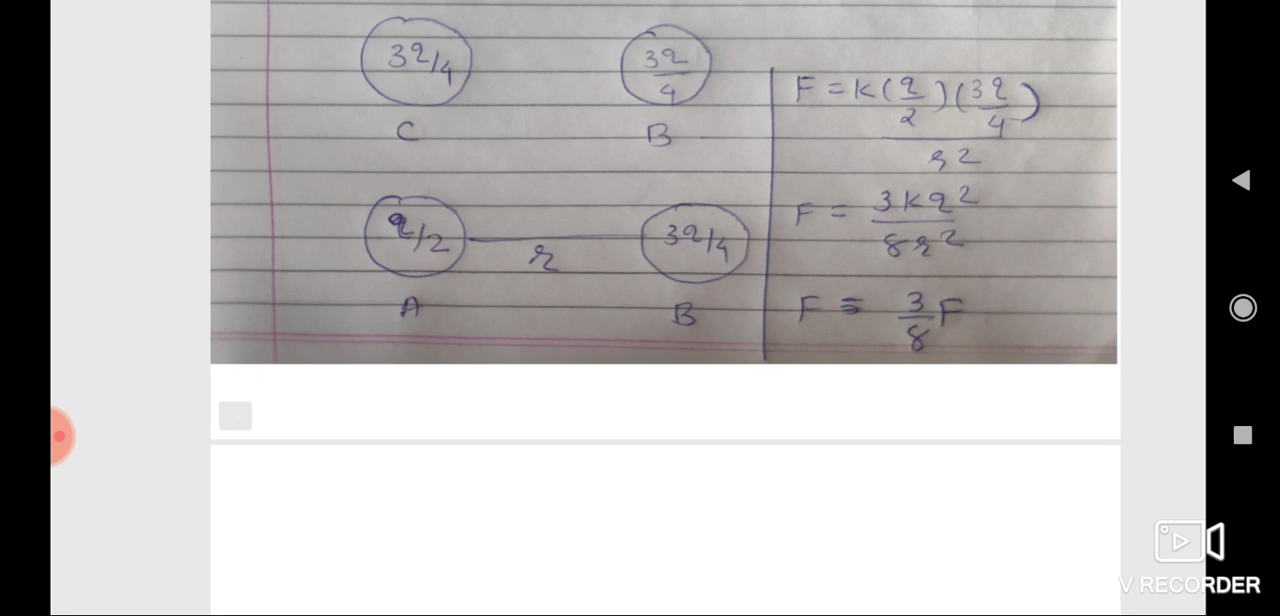 3q/4
3q/4
F = K(q/2)(3q/4)/r²
C
B
F = 3Kq²/8r²
q/2
r
3q/4
A
B
F = 3/8 F
V RECORDER